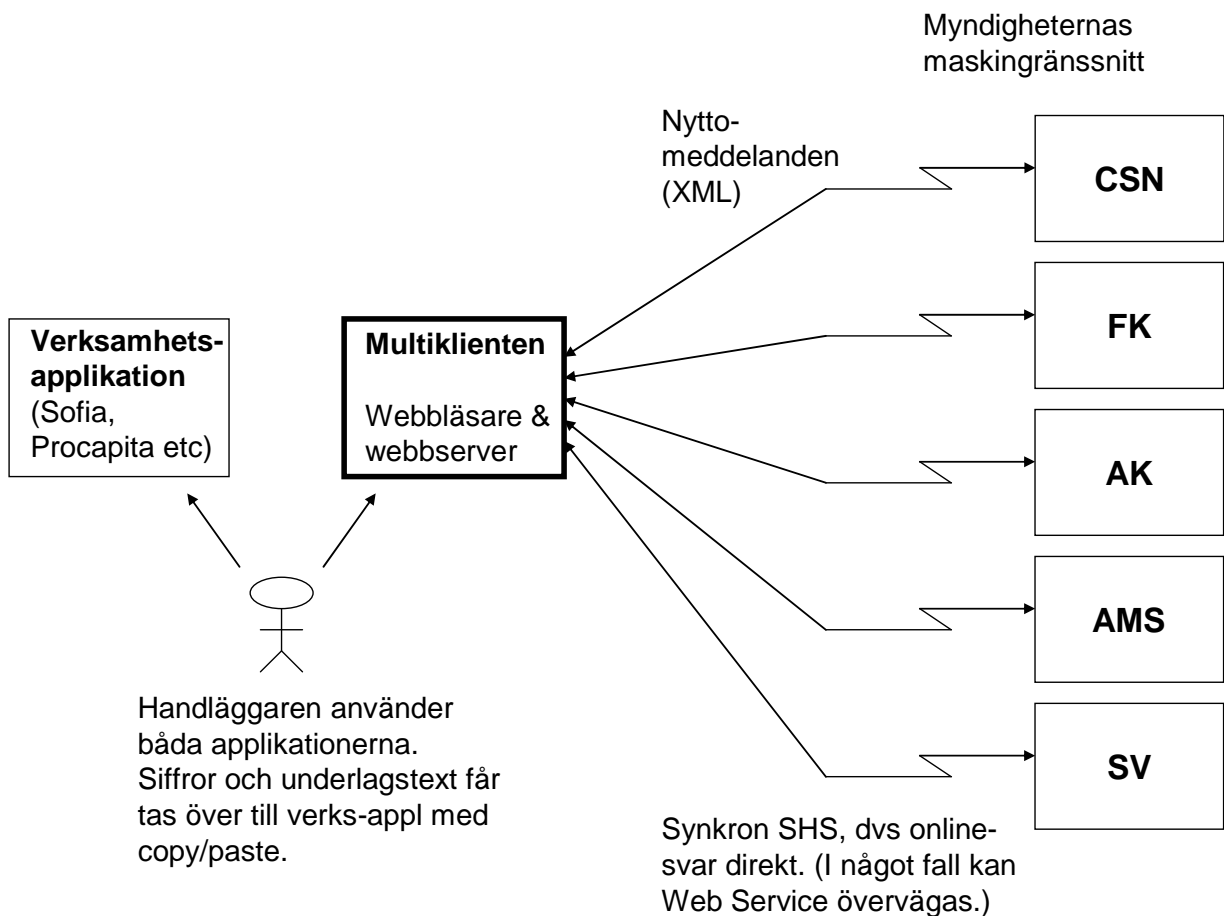 Myndigheternas
maskingränssnitt
Nytto-
meddelanden
(XML)
CSN
FK
AK
AMS
SV
Verksamhets-
applikation
(Sofia,
Procapita etc)
Multiklienten
Webbläsare &
webbserver
Handläggaren använder
båda applikationerna.
Siffror och underlagstext får
tas över till verks-appl med
copy/paste.
Synkron SHS, dvs online-
svar direkt. (I något fall kan
Web Service övervägas.)